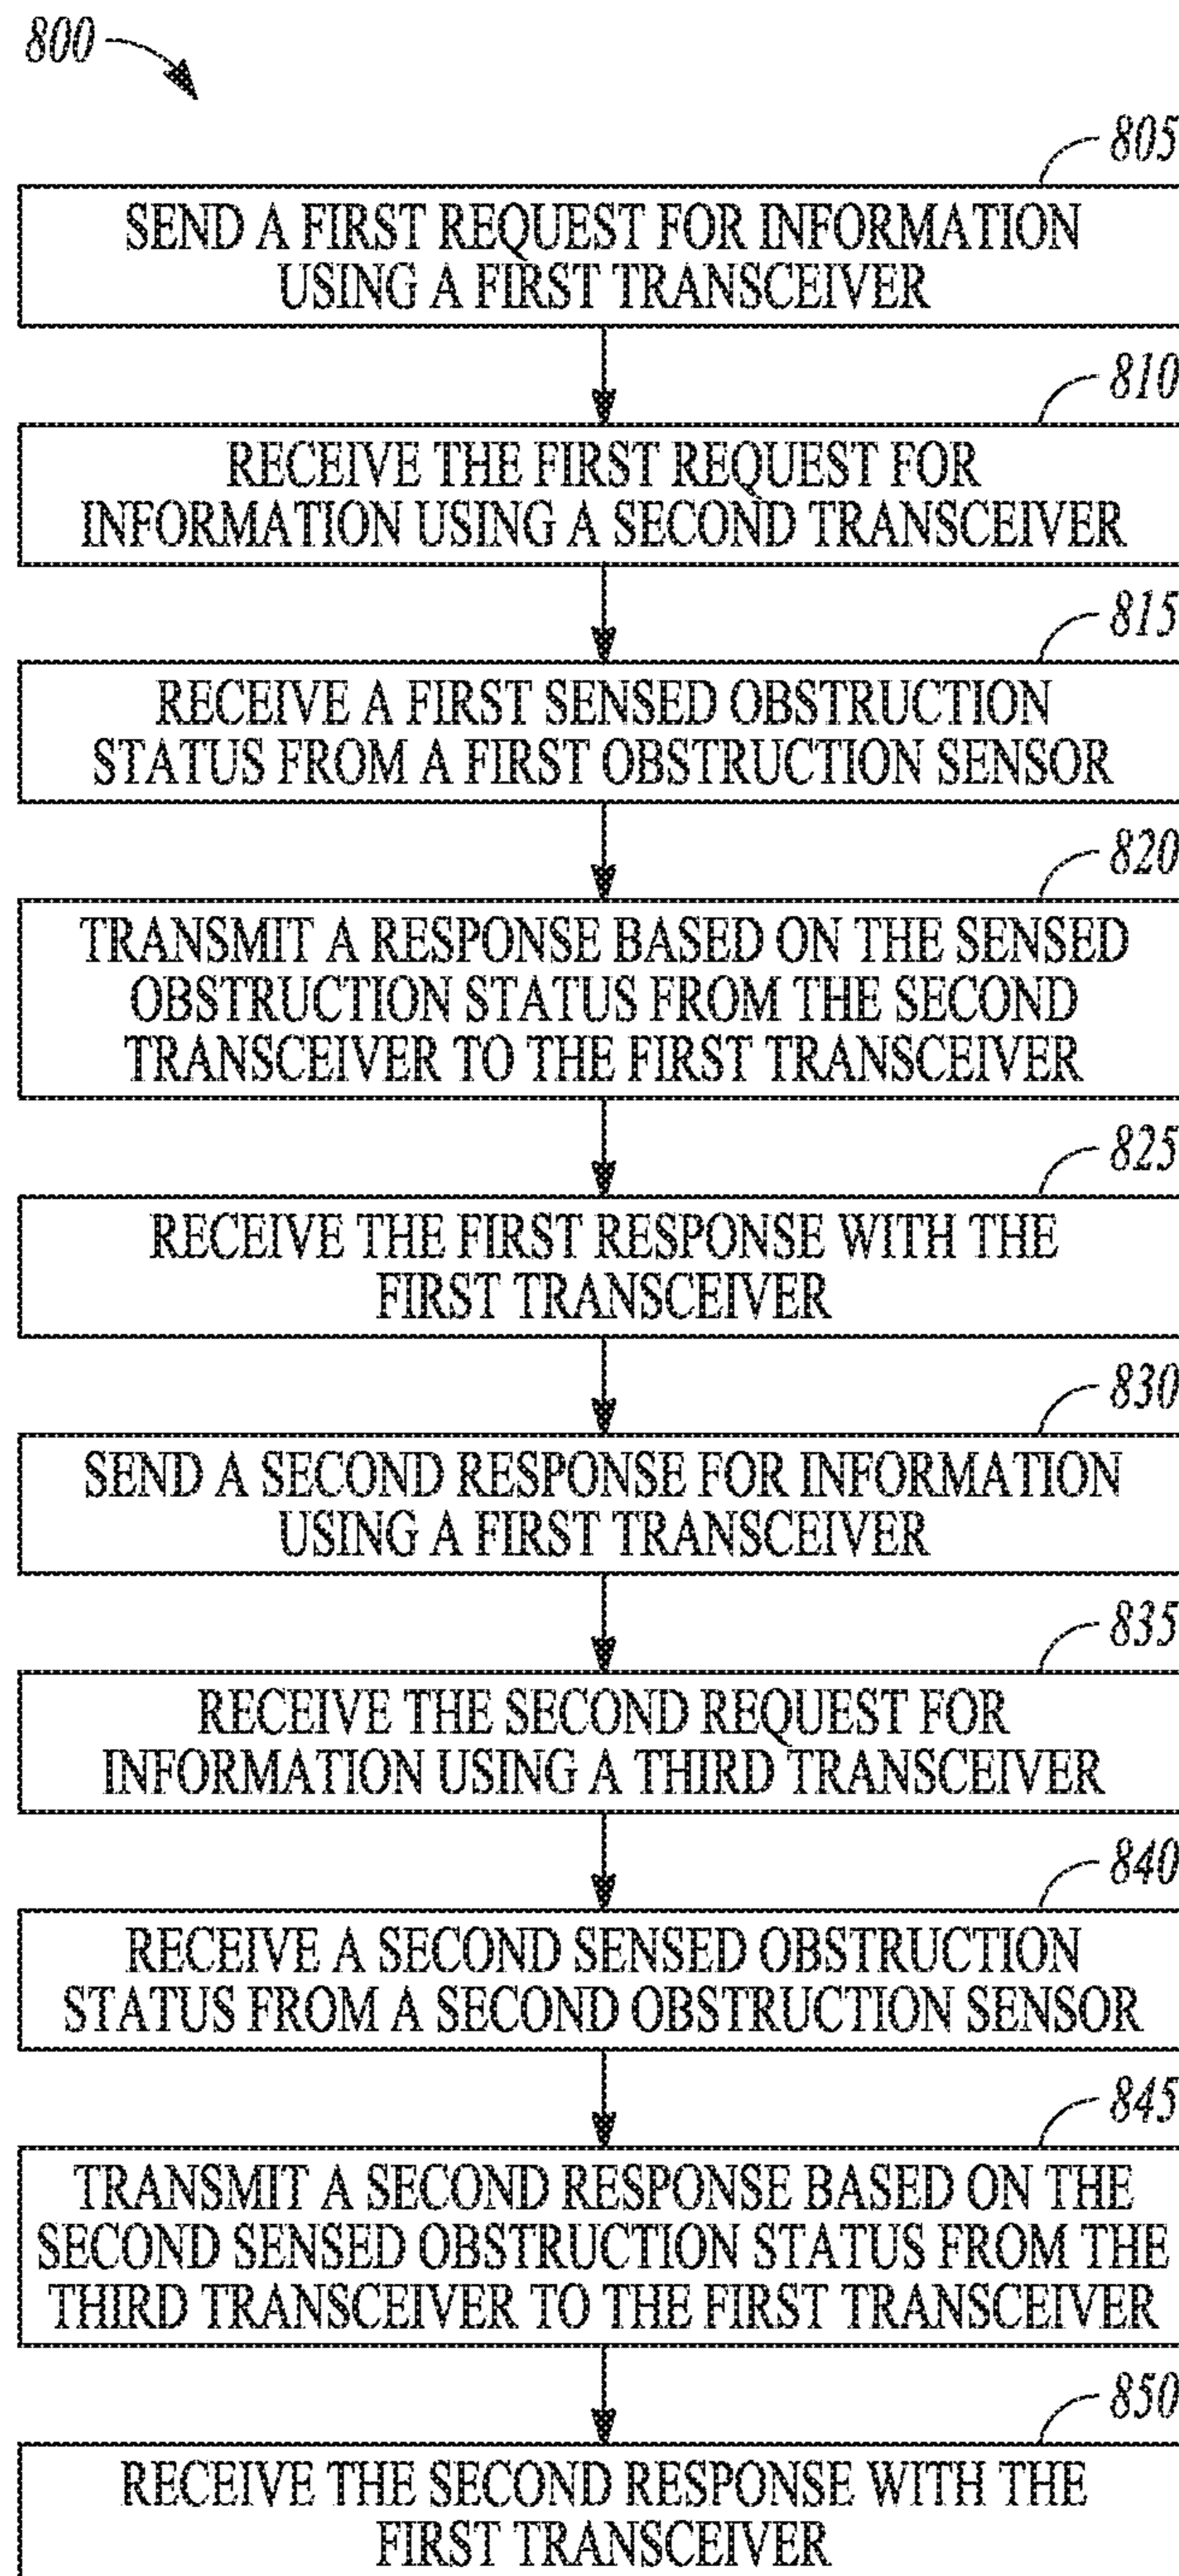 800
805
SEND A FIRST REQUEST FOR INFORMATION
USING A FIRST TRANSCEIVER
810
RECEIVE THE FIRST REQUEST FOR
INFORMATION USING A SECOND TRANSCEIVER
815
RECEIVE A FIRST SENSED OBSTRUCTION
STATUS FROM A FIRST OBSTRUCTION SENSOR
820
TRANSMIT A RESPONSE BASED ON THE SENSED
OBSTRUCTION STATUS FROM THE SECOND
TRANSCEIVER TO THE FIRST TRANSCEIVER
825
RECEIVE THE FIRST RESPONSE WITH THE
FIRST TRANSCEIVER
830
SEND A SECOND RESPONSE FOR INFORMATION
USING A FIRST TRANSCEIVER
835
RECEIVE THE SECOND REQUEST FOR
INFORMATION USING A THIRD TRANSCEIVER
840
RECEIVE A SECOND SENSED OBSTRUCTION
STATUS FROM A SECOND OBSTRUCTION SENSOR
845
TRANSMIT A SECOND RESPONSE BASED ON THE
SECOND SENSED OBSTRUCTION STATUS FROM THE
THIRD TRANSCEIVER TO THE FIRST TRANSCEIVER
850
RECEIVE THE SECOND RESPONSE WITH THE
FIRST TRANSCEIVER